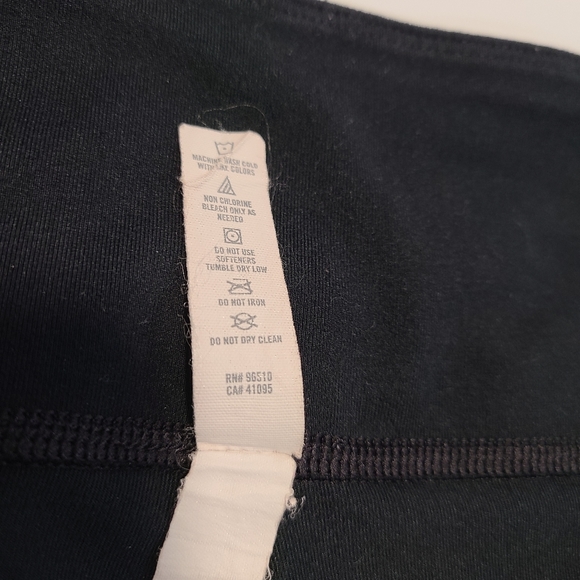 MACHINE WASH COLD
WITH LIKE COLORS
NON CHLORINE
BLEACH ONLY AS
NEEDED
DO NOT USE
SOFTENERS
TUMBLE DRY LOW
DO NOT IRON
DO NOT DRY CLEAN
RN# 96510
CA# 41095